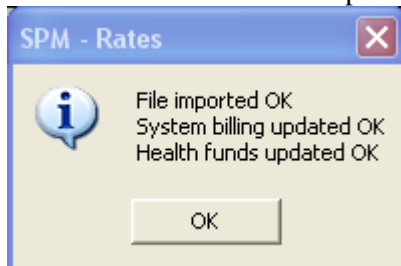 SPM - Rates
File imported OK
System billing updated OK
Health funds updated OK
OK